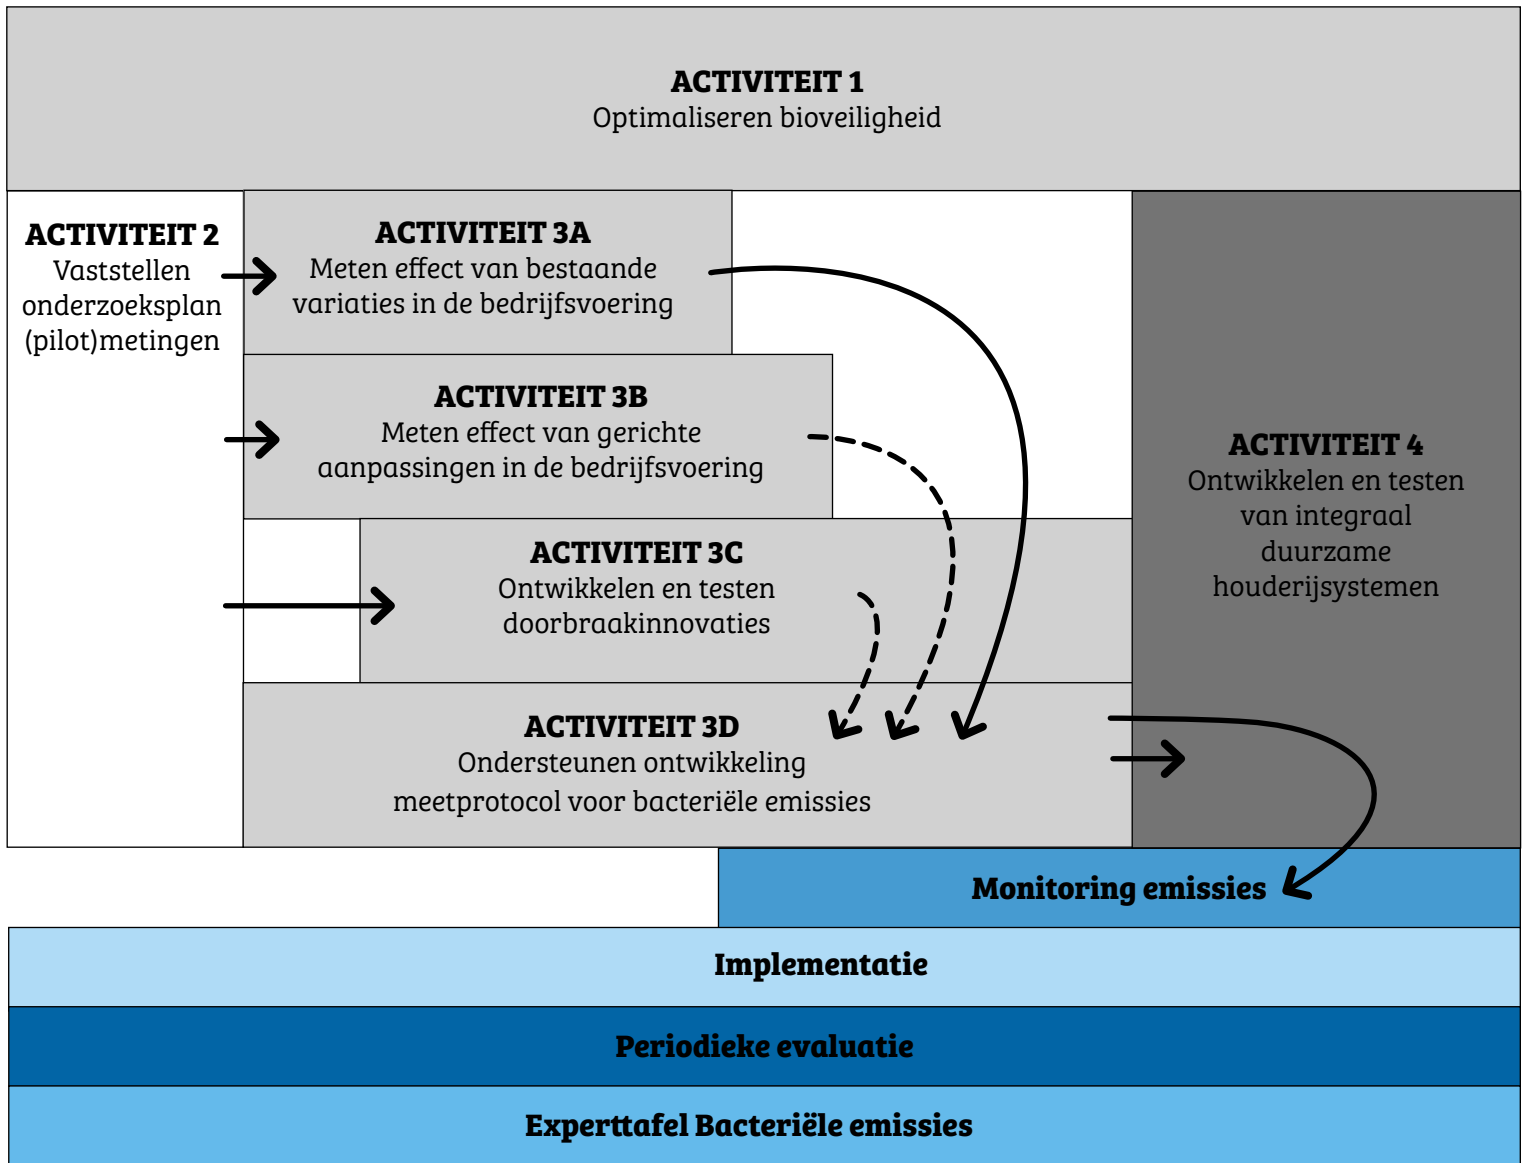 ACTIVITEIT 1
Optimaliseren bioveiligheid
ACTIVITEIT 2
Vaststellen
onderzoeksplan
(pilot)metingen
ACTIVITEIT 3A
Meten effect van bestaande
variaties in de bedrijfsvoering
ACTIVITEIT 3B
Meten effect van gerichte
aanpassingen in de bedrijfsvoering
ACTIVITEIT 3C
Ontwikkelen en testen
doorbraakinnovaties
ACTIVITEIT 3D
Ondersteunen ontwikkeling
meetprotocol voor bacteriële emissies
ACTIVITEIT 4
Ontwikkelen en testen
van integraal
duurzame
houderijsystemen
Monitoring emissies
Implementatie
Periodieke evaluatie
Experttafel Bacteriële emissies